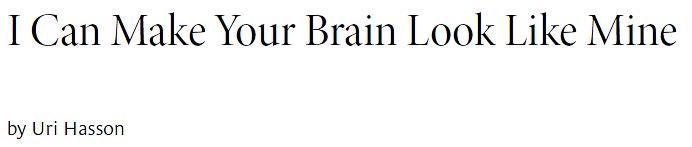 I Can Make Your Brain Look Like Mine
by Uri Hasson